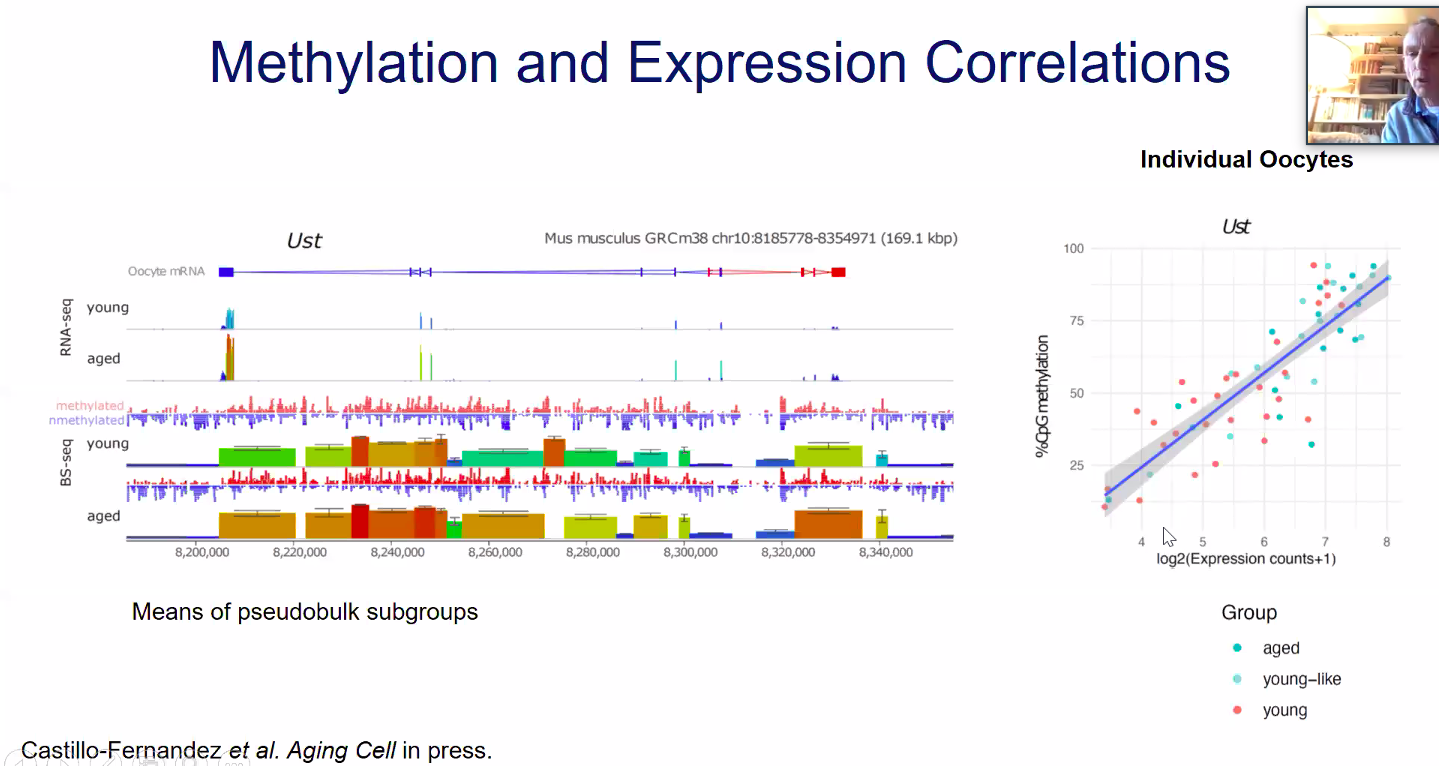 Methylation and Expression Correlations
Individual Oocytes
Ust
Mus musculus GRCm38 chr10:8185778-8354971 (169.1 kbp)
Oocyte mRNA
RNA-seq
young
aged
methylated
nmethylated
BS-seq
young
aged
8,200,000 8,220,000 8,240,000 8,260,000 8,280,000 8,300,000 8,320,000 8,340,000
Means of pseudobulk subgroups
Ust
%CpG methylation
100
75
50
25
4 5 6 7 8
log2(Expression counts+1)
Group
aged
young-like
young
Castillo-Fernandez et al. Aging Cell in press.